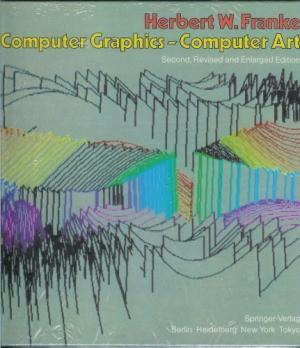 Herbert W. Franke
Computer Graphics – Computer Art
Second, Revised and Enlarged Edition
Springer-Verlag
Berlin Heidelberg New York Tokyo